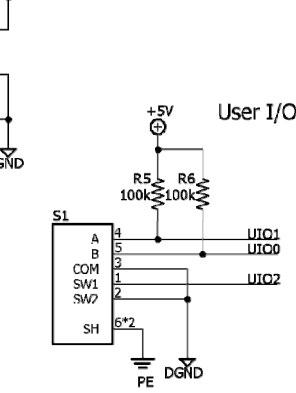 +5V
User I/O
GND
R5
R6
100k
100k
S1
A
4
UIO1
B
5
UIO0
COM
3
SW1
1
UIO2
SW2
2
SH
6*2
PE
DGND